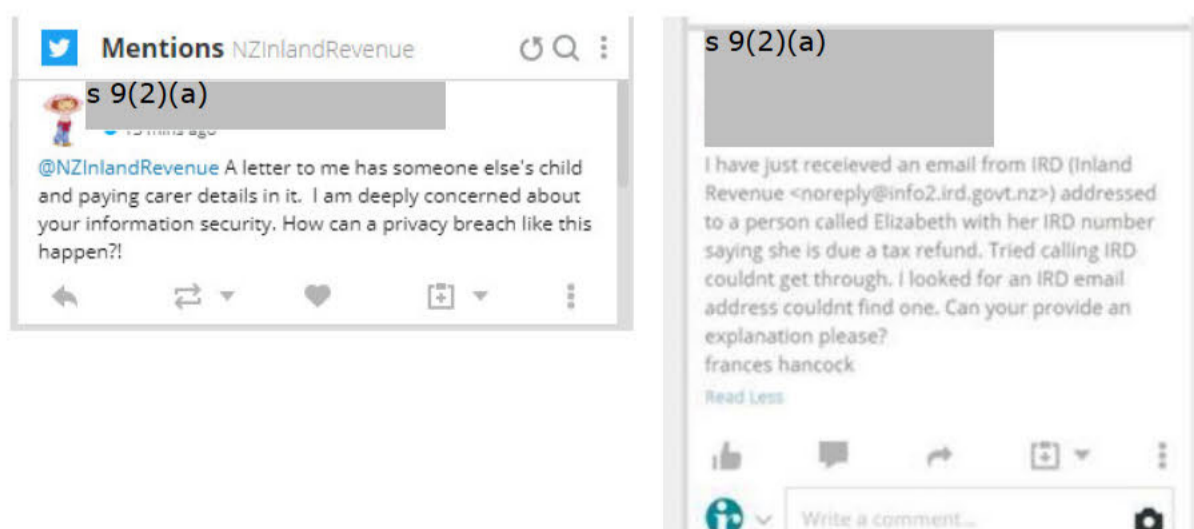 Mentions NZInlandRevenue
s 9(2)(a)
15 mins ago
@NZInlandRevenue A letter to me has someone else's child
and paying carer details in it. I am deeply concerned about
your information security. How can a privacy breach like this
happen?!
s 9(2)(a)
I have just receieved an email from IRD (Inland
Revenue <noreply@info2.ird.govt.nz>) addressed
to a person called Elizabeth with her IRD number
saying she is due a tax refund. Tried calling IRD
couldnt get through. I looked for an IRD email
address couldnt find one. Can your provide an
explanation please?
frances hancock
Read Less
Write a comment...